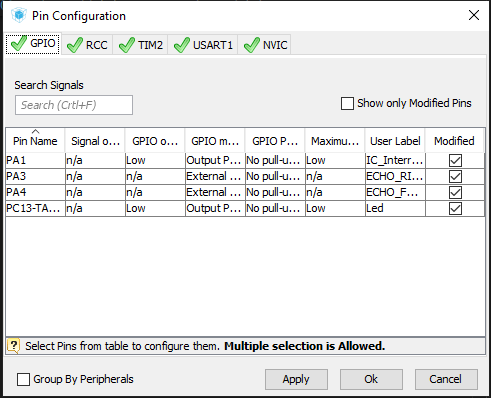 Pin Configuration
GPIO RCC TIM2 USART1 NVIC
Search Signals
Search (Crtl+F)
Show only Modified Pins
Pin Name Signal o... GPIO o... GPIO m... GPIO P... Maximu... User Label Modified
PA1 n/a Low Output P... No pull-u... Low IC_Interr...
PA3 n/a n/a External ... No pull-u... n/a ECHO_RI...
PA4 n/a n/a External ... No pull-u... n/a ECHO_F...
PC13-TA... n/a Low Output P... No pull-u... Low Led
? Select Pins from table to configure them. Multiple selection is Allowed.
Group By Peripherals
Apply Ok Cancel